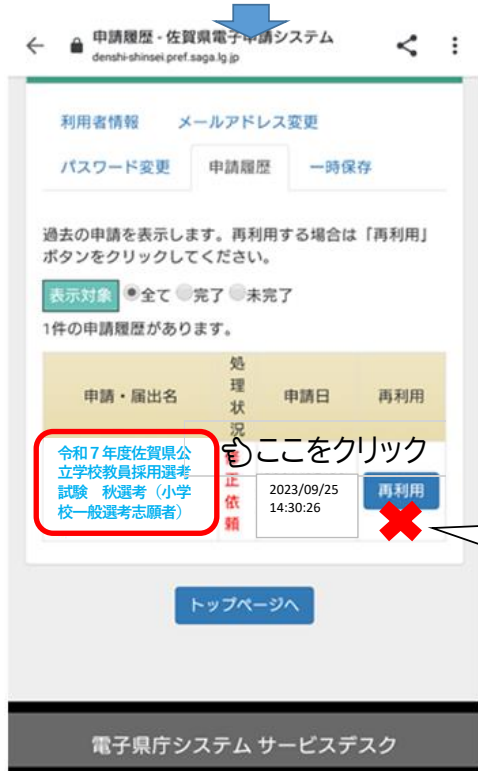 申請履歴 - 佐賀県電子申請システム
denshi-shinsei.pref.saga.lg.jp
利用者情報 メールアドレス変更
パスワード変更 申請履歴 一時保存
過去の申請を表示します。再利用する場合は「再利用」
ボタンをクリックしてください。
表示対象 全て 完了 未完了
1件の申請履歴があります。
申請・届出名 処理状況 申請日 再利用
令和7年度佐賀県公
立学校教員採用選考
試験 秋選考（小学
校一般選考志願者）
ここをクリック
正依頼
2023/09/25
14:30:26
再利用
トップページへ
電子県庁システム サービスデスク